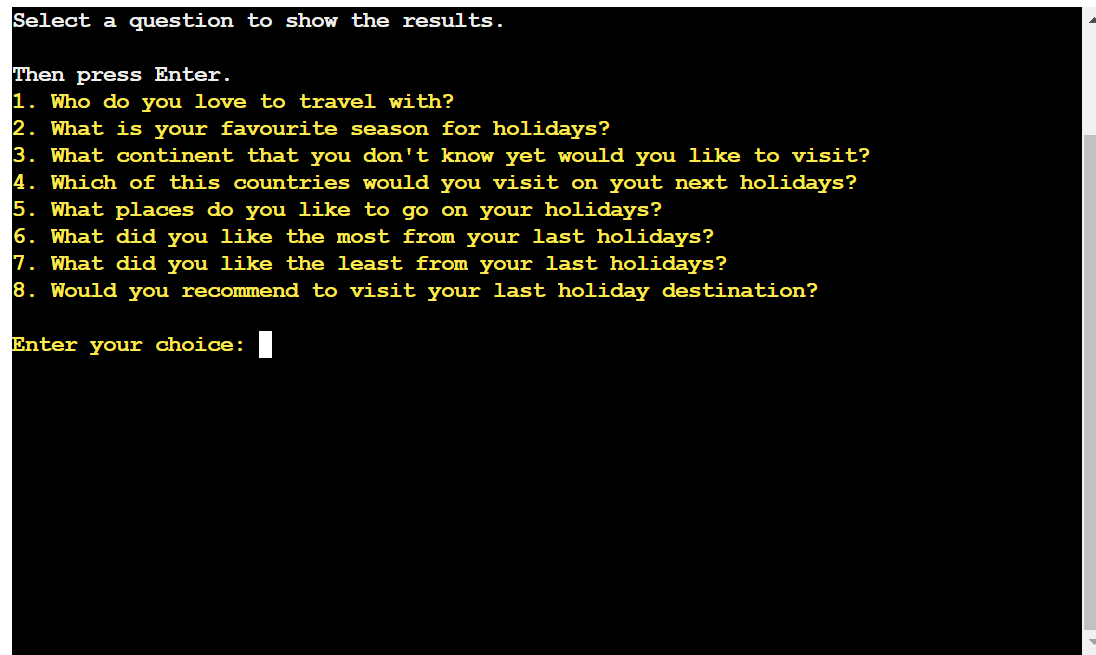 Select a question to show the results.
Then press Enter.
1. Who do you love to travel with?
2. What is your favourite season for holidays?
3. What continent that you don't know yet would you like to visit?
4. Which of this countries would you visit on yout next holidays?
5. What places do you like to go on your holidays?
6. What did you like the most from your last holidays?
7. What did you like the least from your last holidays?
8. Would you recommend to visit your last holiday destination?
Enter your choice: